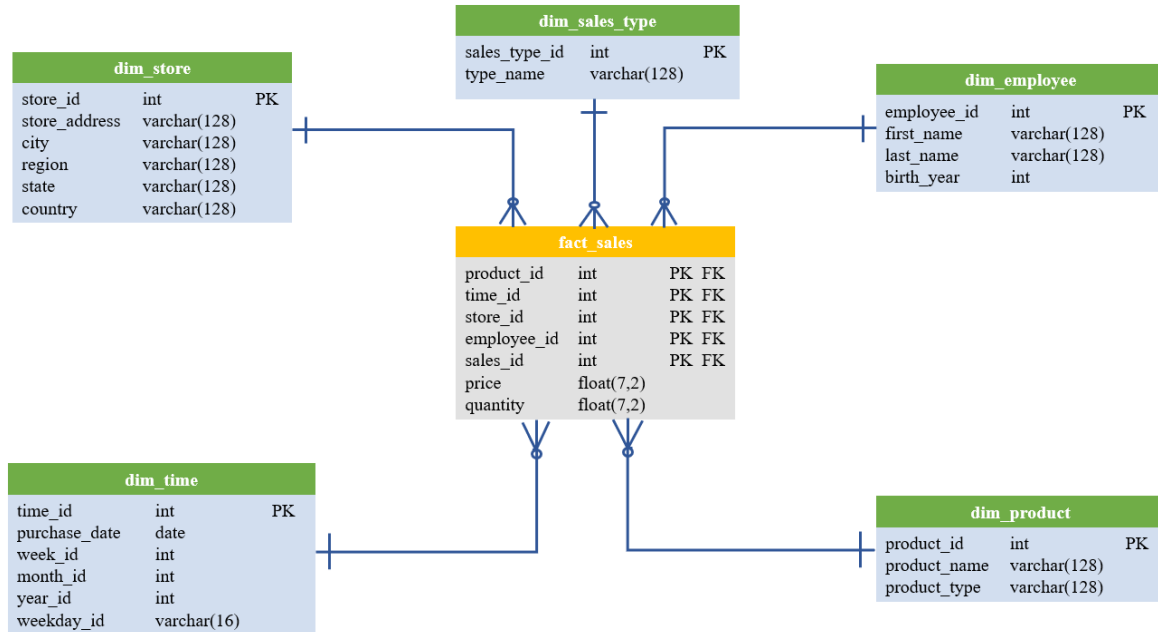 dim_sales_type
sales_type_id int PK
type_name varchar(128)
dim_store
store_id int PK
store_address varchar(128)
city varchar(128)
region varchar(128)
state varchar(128)
country varchar(128)
dim_employee
employee_id int PK
first_name varchar(128)
last_name varchar(128)
birth_year int
fact_sales
product_id int PK FK
time_id int PK FK
store_id int PK FK
employee_id int PK FK
sales_id int PK FK
price float(7,2)
quantity float(7,2)
dim_time
time_id int PK
purchase_date date
week_id int
month_id int
year_id int
weekday_id varchar(16)
dim_product
product_id int PK
product_name varchar(128)
product_type varchar(128)